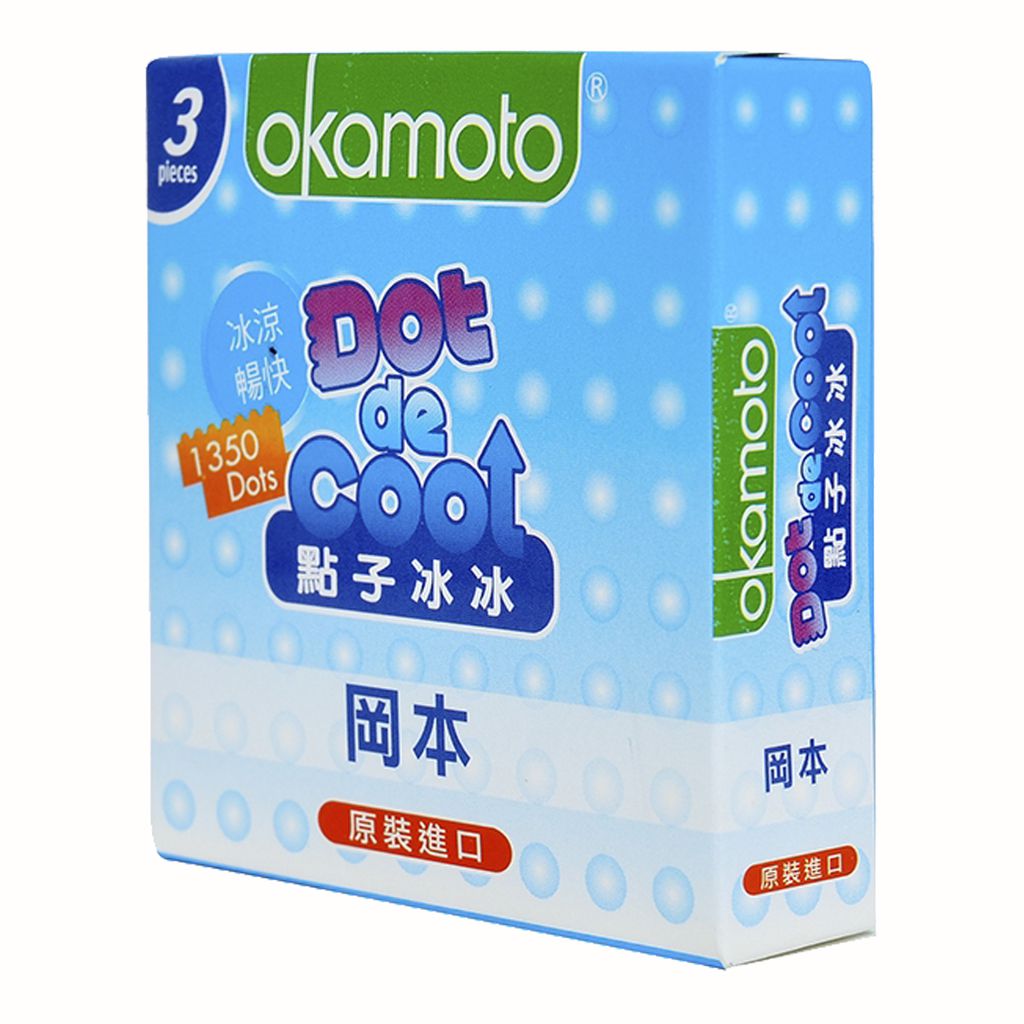 3
pieces
okamoto®
冰涼
暢快
1350
Dots
Dot
de
Cool
點子冰冰
岡本
原裝進口
okamoto®
Dot de Cool
點子冰冰
岡本
原裝進口